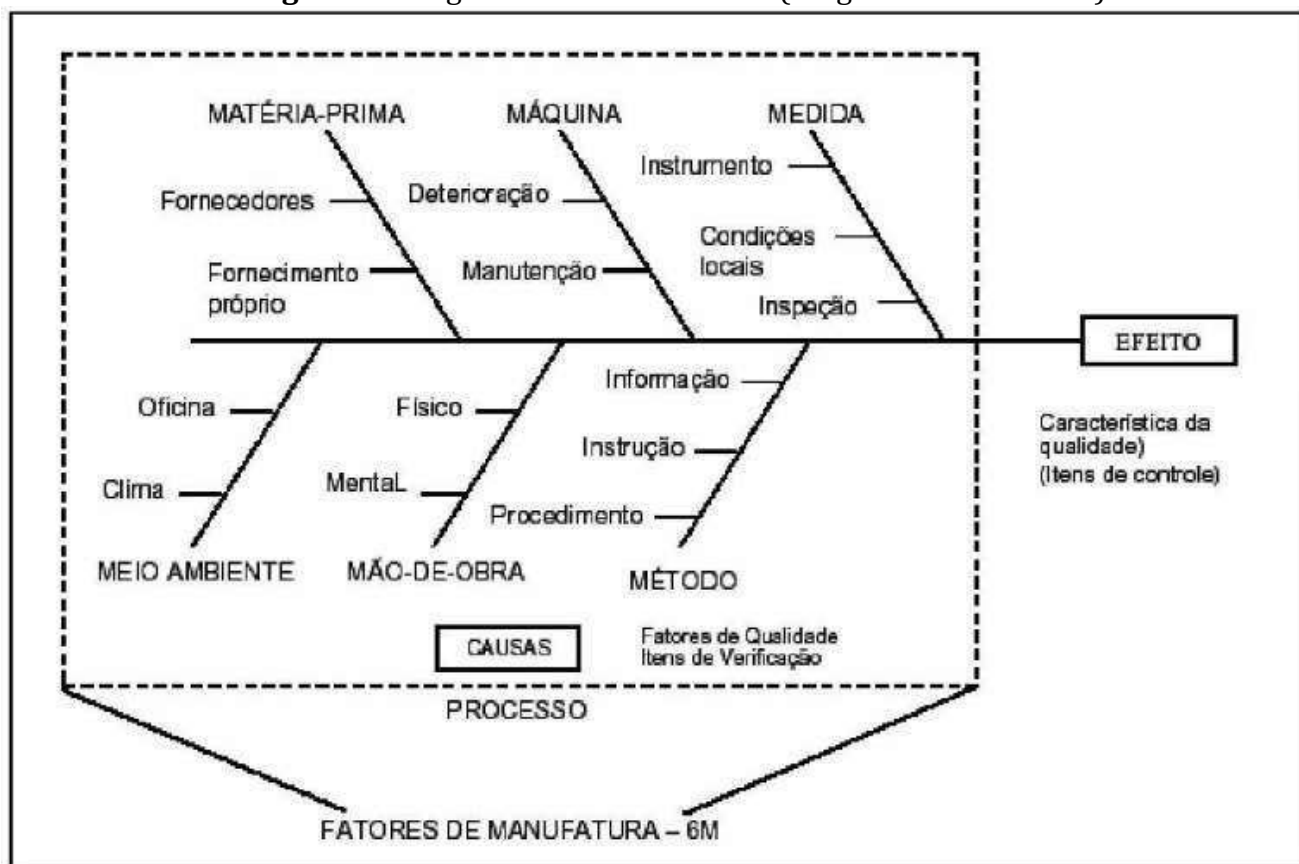 MATÉRIA-PRIMA
MÁQUINA
MEDIDA
Fornecedores
Fornecimento
próprio
Deterioração
Manutenção
Instrumento
Condições
locais
Inspeção
EFEITO
Característica da
qualidade)
(Itens de controle)
Oficina
Clima
MEIO AMBIENTE
Físico
MentaL
MÃO-DE-OBRA
Informação
Instrução
Procedimento
MÉTODO
CAUSAS
Fatores de Qualidade
Itens de Verificação
PROCESSO
FATORES DE MANUFATURA – 6M